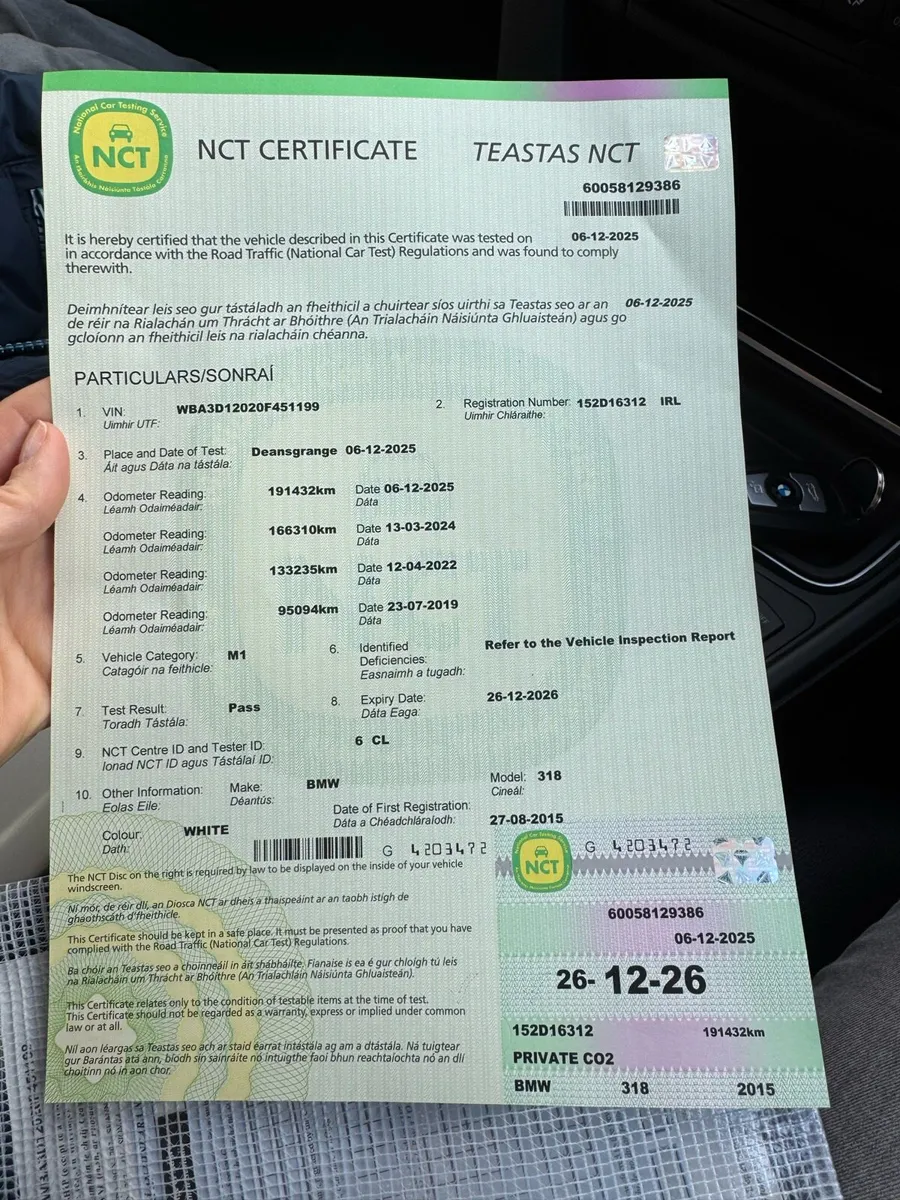 National Car Testing Service
NCT
An tSeirbhís Náisiúnta Tástála Carranna
NCT CERTIFICATE TEASTAS NCT
60058129386
It is hereby certified that the vehicle described in this Certificate was tested on 06-12-2025
in accordance with the Road Traffic (National Car Test) Regulations and was found to comply
therewith.
Deimhnítear leis seo gur tástáladh an fheithicil a chuirtear síos uirthi sa Teastas seo ar an 06-12-2025
de réir na Rialachán um Thrácht ar Bhóithre (An Trialacháin Náisiúnta Ghluaisteán) agus go
gcloíonn an fheithicil leis na rialacháin chéanna.
PARTICULARS/SONRAÍ
1. VIN: WBA3D12020F451199 2. Registration Number: 152D16312 IRL
Uimhir UTF: Uimhir Chláraithe:
3. Place and Date of Test: Deansgrange 06-12-2025
Áit agus Dáta na tástála:
4. Odometer Reading: 191432km Date 06-12-2025
Léamh Odaiméadair: Dáta
Odometer Reading: 166310km Date 13-03-2024
Léamh Odaiméadair: Dáta
Odometer Reading: 133235km Date 12-04-2022
Léamh Odaiméadair: Dáta
Odometer Reading: 95094km Date 23-07-2019
Léamh Odaiméadair: Dáta
5. Vehicle Category: M1 6. Identified Refer to the Vehicle Inspection Report
Catagóir na feithicle: Deficiencies:
Easnaimh a tugadh:
7. Test Result: Pass 8. Expiry Date: 26-12-2026
Toradh Tástála: Dáta Eaga:
9. NCT Centre ID and Tester ID: 6 CL
Ionad NCT ID agus Tástálaí ID:
10. Other Information: Make: BMW Model: 318
Eolas Eile: Déantús: Cineál:
Date of First Registration: 27-08-2015
Dáta a Chéadchláraíodh:
Colour: WHITE
Dath:
G 4203472
The NCT Disc on the right is required by law to be displayed on the inside of your vehicle
windscreen.
Ní mór, de réir dlí, an Diosca NCT ar dheis a thaispeáint ar an taobh istigh de
ghaothscáth d'fheithicle.
This Certificate should be kept in a safe place. It must be presented as proof that you have
complied with the Road Traffic (National Car Test) Regulations.
Ba chóir an Teastas seo a choinneáil in áit shábháilte. Fianaise is ea é gur chloígh tú leis
na Rialacháin um Thrácht ar Bhóithre (An Trialacháin Náisiúnta Gluaisteán).
This Certificate relates only to the condition of testable items at the time of test.
This Certificate should not be regarded as a warranty, express or implied under common
law or at all.
Níl aon léargas sa Teastas seo ach ar staid éarraí intástála ag am a dtástála. Ná tuigtear
gur Barántas atá ann, bíodh sin sainráite nó intuigthe faoi bhun reachtaíochta nó an dlí
choitinn nó in aon chor.
G 4203472
NCT
60058129386
06-12-2025
26-12-26
152D16312 191432km
PRIVATE CO2
BMW 318 2015